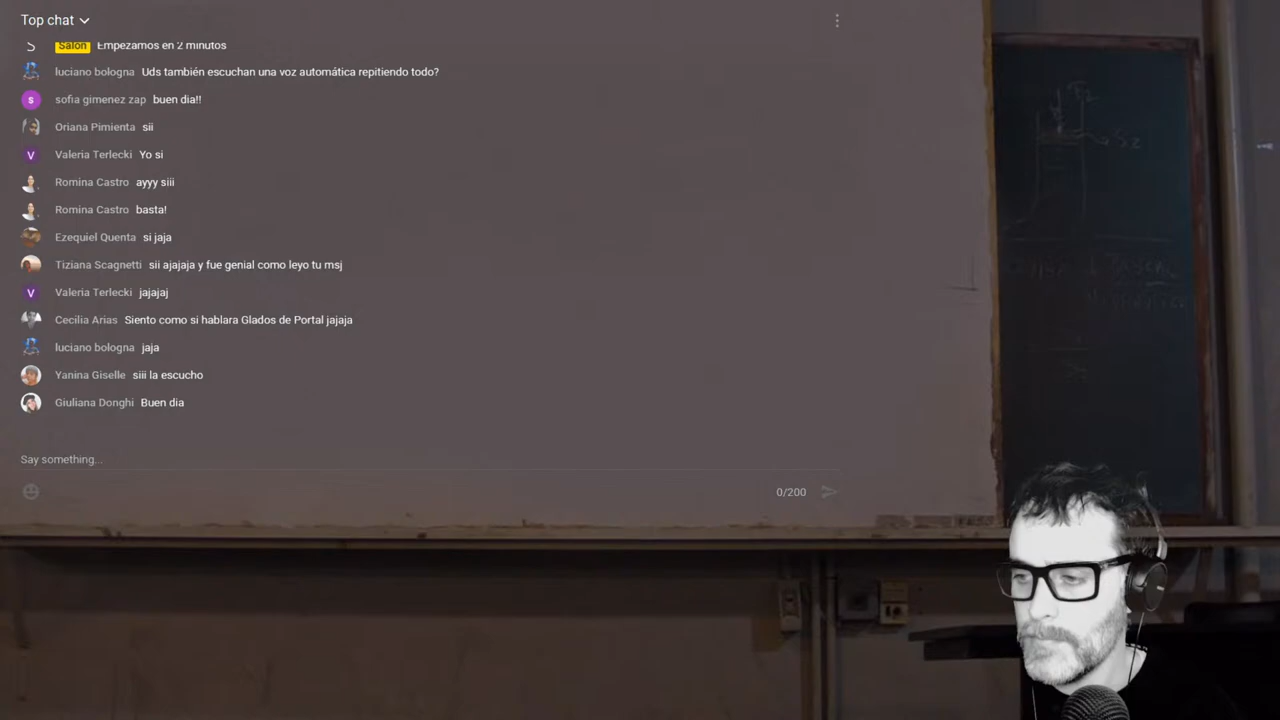 Top chat
Salón Empezamos en 2 minutos
luciano bologna Uds también escuchan una voz automática repitiendo todo?
s sofia gimenez zap buen dia!!
Oriana Pimienta sii
V Valeria Terlecki Yo si
Romina Castro ayyy siii
Romina Castro basta!
Ezequiel Quenta si jaja
Tiziana Scagnetti sii ajajaja y fue genial como leyo tu msj
V Valeria Terlecki jajajaj
Cecilia Arias Siento como si hablara Glados de Portal jajaja
luciano bologna jaja
Yanina Giselle siii la escucho
Giuliana Donghi Buen dia
Say something...
0/200